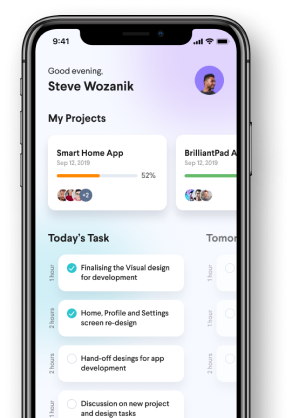 9:41
Good evening,
Steve Wozanik
My Projects
Smart Home App
Sep 12, 2019
52%
+2
BrilliantPad A
Sep 12, 2019
Today's Task
Tomor
1 hour
Finalising the Visual design
for development
1 hour
2 hours
Home, Profile and Settings
screen re-design
1 hour
2 hours
Hand-off desings for app
development
2 hours
1 hour
Discussion on new project
and design tasks